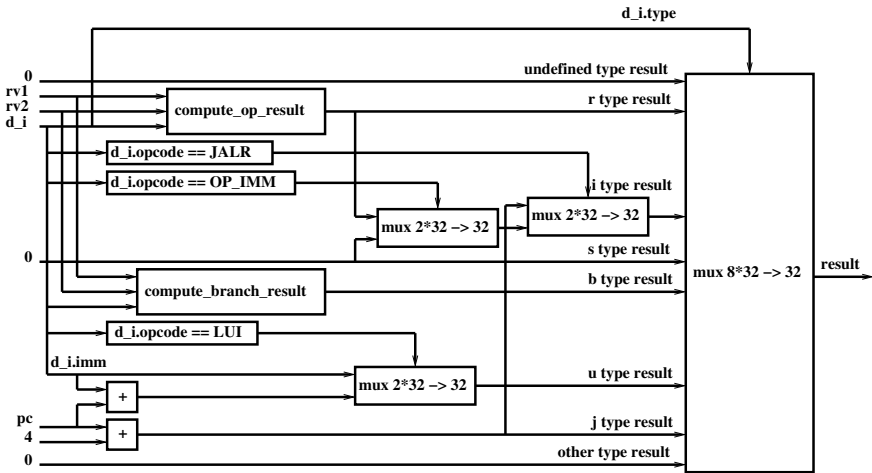 d_i.type
0
undefined type result
rv1
rv2
compute_op_result
r type result
d_i
d_i.opcode == JALR
d_i.opcode == OP_IMM
i type result
mux 2*32 −> 32
mux 2*32 −> 32
0
s type result
mux 8*32 −> 32
result
compute_branch_result
b type result
d_i.opcode == LUI
d_i.imm
mux 2*32 −> 32
u type result
+
pc
+
j type result
4
0
other type result